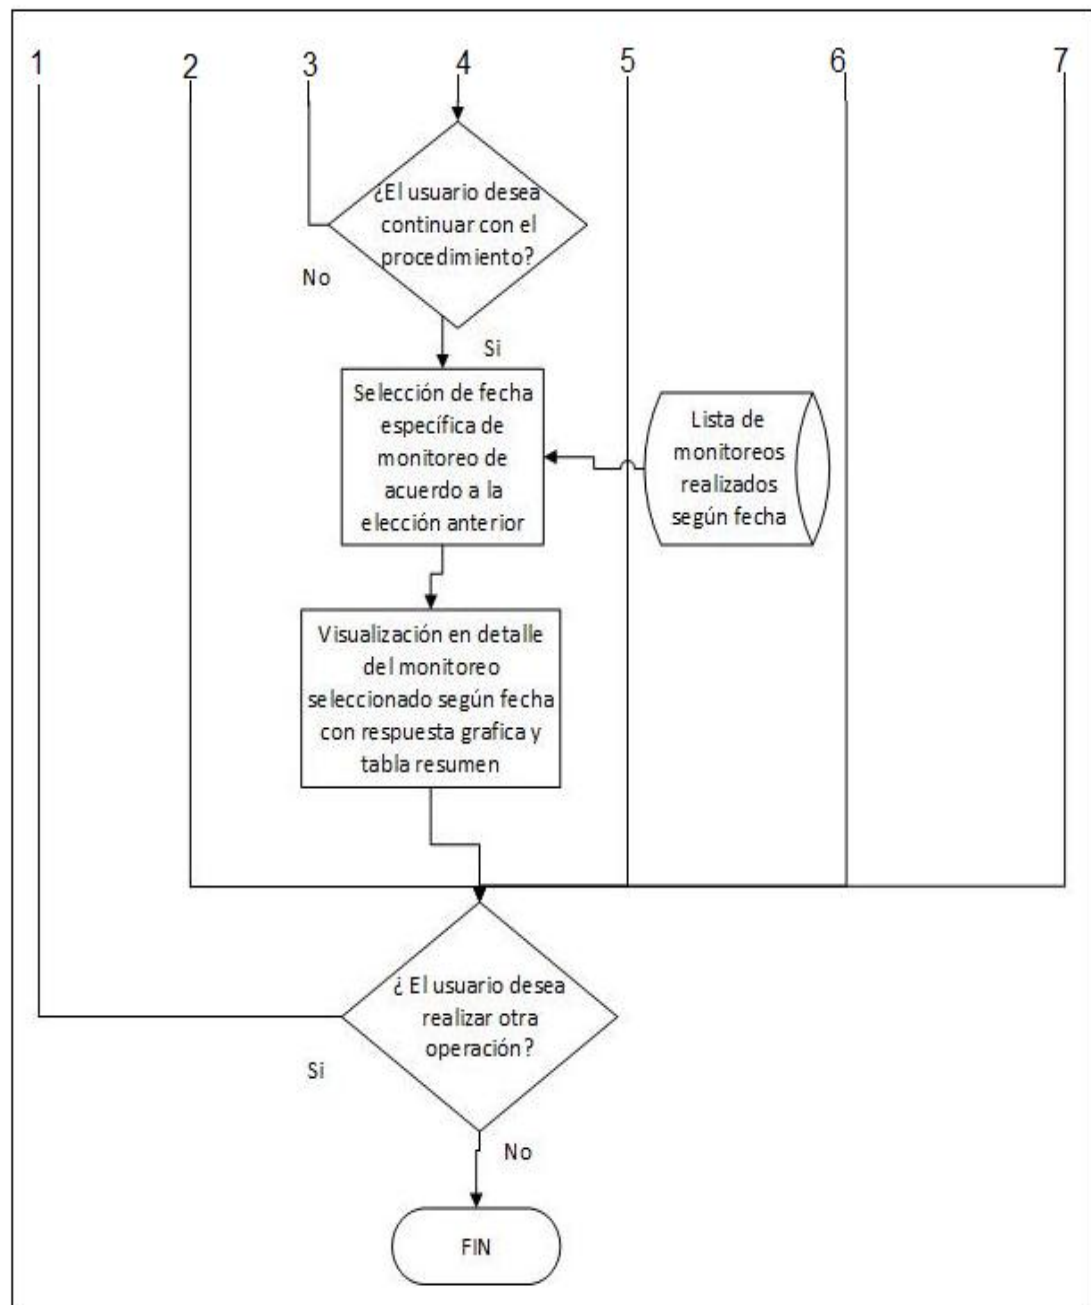 1 2 3 4 5 6 7
¿El usuario desea
continuar con el
procedimiento?
No
Si
Selección de fecha
específica de
monitoreo de
acuerdo a la
elección anterior
Lista de
monitoreos
realizados
según fecha
Visualización en detalle
del monitoreo
seleccionado según fecha
con respuesta grafica y
tabla resumen
¿ El usuario desea
realizar otra
operación?
Si
No
FIN